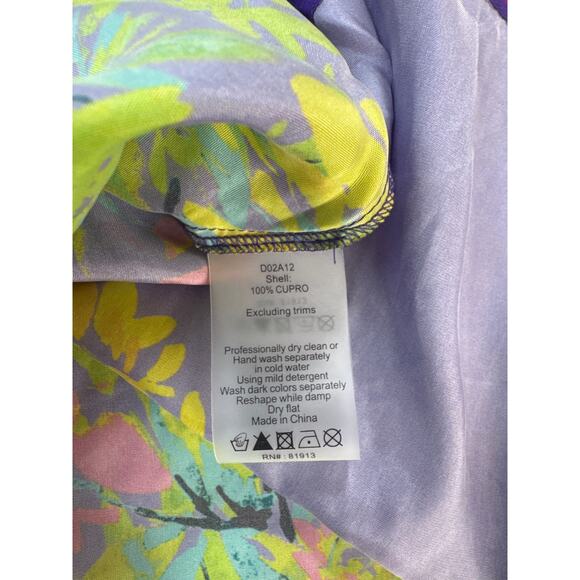 D02A12
Shell:
100% CUPRO
Excluding trims
Professionally dry clean or
Hand wash separately
in cold water
Using mild detergent
Wash dark colors separately
Reshape while damp
Dry flat
Made in China
RN# : 81913